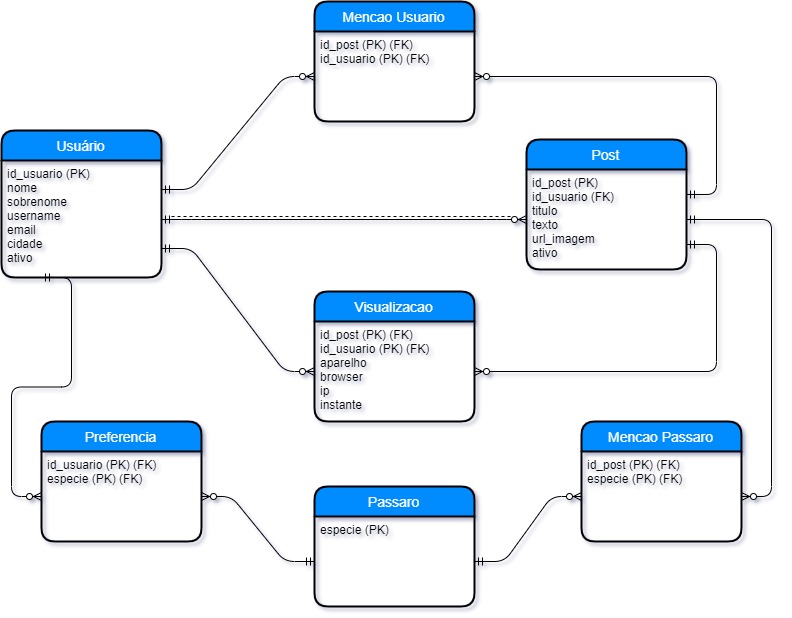 Mencao Usuario
id_post (PK) (FK)
id_usuario (PK) (FK)
Usuário
id_usuario (PK)
nome
sobrenome
username
email
cidade
ativo
Post
id_post (PK)
id_usuario (FK)
titulo
texto
url_imagem
ativo
Visualizacao
id_post (PK) (FK)
id_usuario (PK) (FK)
aparelho
browser
ip
instante
Preferencia
id_usuario (PK) (FK)
especie (PK) (FK)
Passaro
especie (PK)
Mencao Passaro
id_post (PK) (FK)
especie (PK) (FK)